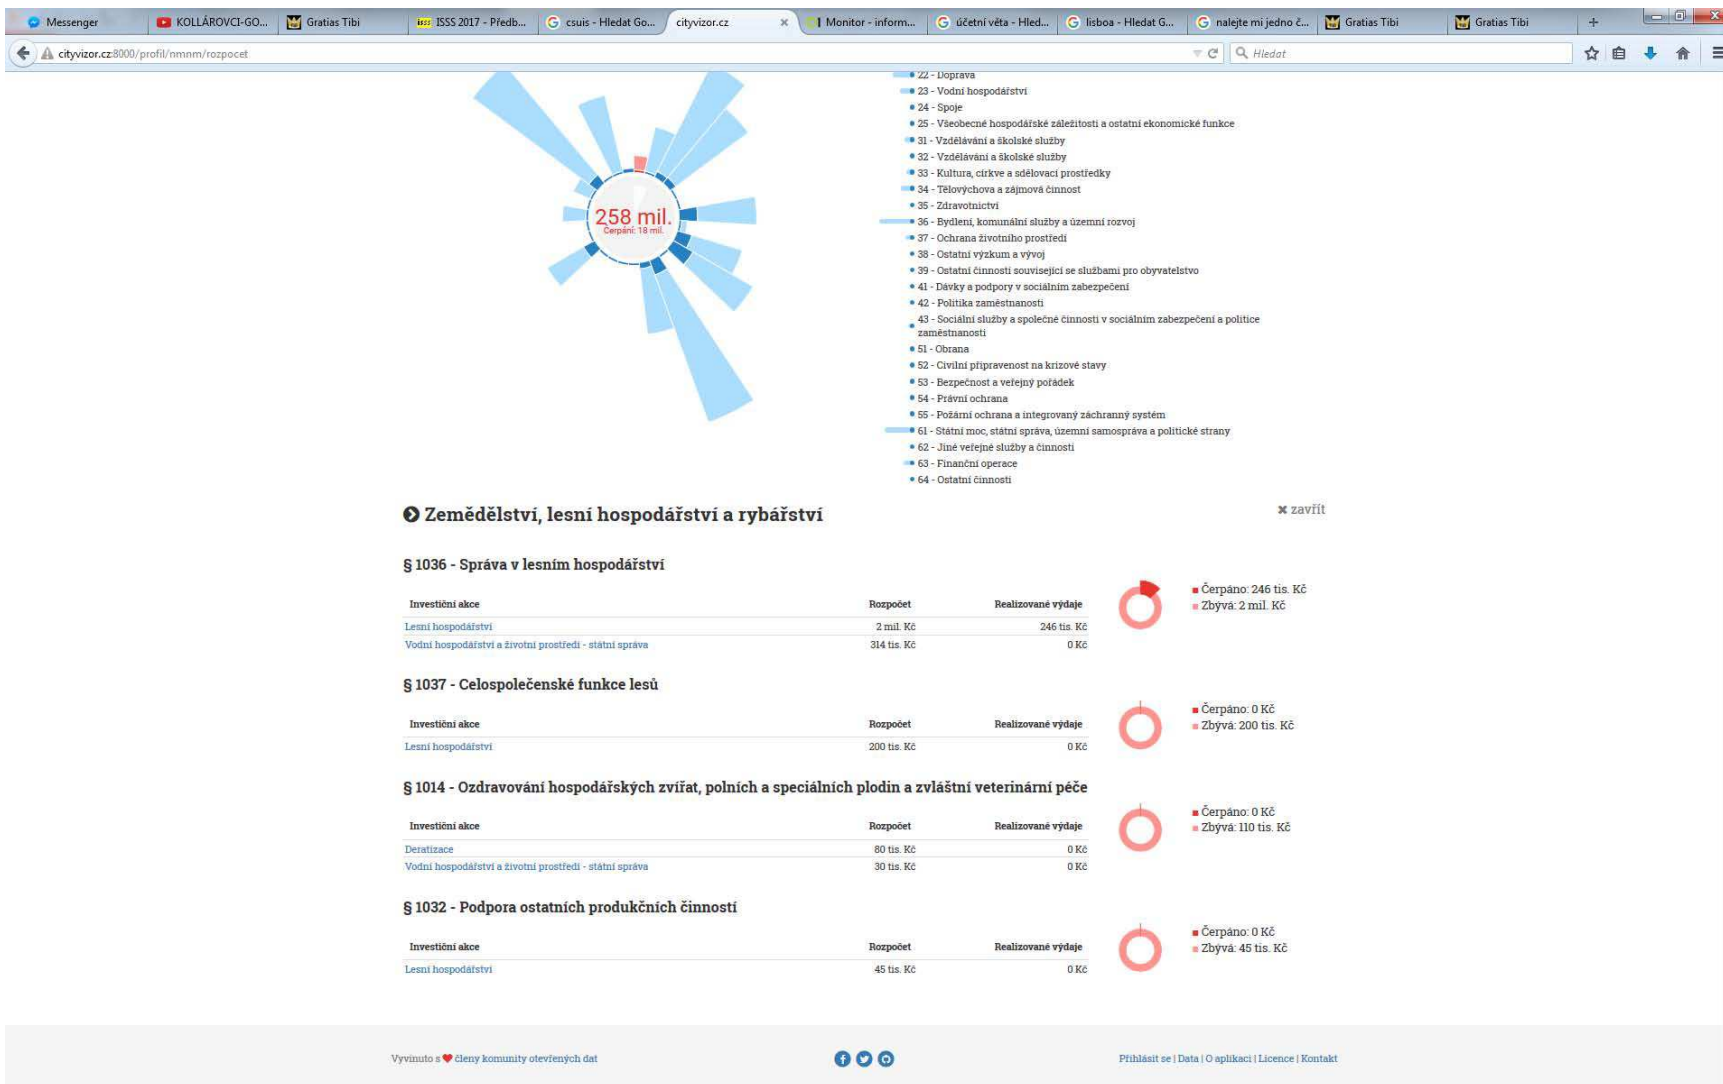 Messenger
KOLLÁROVCI-GO...
Gratias Tibi
isss ISSS 2017 - Předb...
csuis - Hledat Go...
cityvizor.cz
Monitor - inform...
účetní věta - Hled...
lisboa - Hledat G...
nalejte mi jedno č...
Gratias Tibi
Gratias Tibi
cityvizor.cz:8000/profil/nmnm/rozpocet
Hledat
22 - Doprava
23 - Vodní hospodářství
24 - Spoje
25 - Všeobecné hospodářské záležitosti a ostatní ekonomické funkce
31 - Vzdělávání a školské služby
32 - Vzdělávání a školské služby
33 - Kultura, církve a sdělovací prostředky
34 - Tělovýchova a zájmová činnost
35 - Zdravotnictví
36 - Bydlení, komunální služby a územní rozvoj
37 - Ochrana životního prostředí
38 - Ostatní výzkum a vývoj
39 - Ostatní činnosti související se službami pro obyvatelstvo
41 - Dávky a podpory v sociálním zabezpečení
42 - Politika zaměstnanosti
43 - Sociální služby a společné činnosti v sociálním zabezpečení a politice
zaměstnanosti
51 - Obrana
52 - Civilní připravenost na krizové stavy
53 - Bezpečnost a veřejný pořádek
54 - Právní ochrana
55 - Požární ochrana a integrovaný záchranný systém
61 - Státní moc, státní správa, územní samospráva a politické strany
62 - Jiné veřejné služby a činnosti
63 - Finanční operace
64 - Ostatní činnosti
258 mil.
Čerpání: 18 mil.
Zemědělství, lesní hospodářství a rybářství
✖ zavřít
§ 1036 - Správa v lesním hospodářství
Investiční akce Rozpočet Realizované výdaje
Lesní hospodářství 2 mil. Kč 246 tis. Kč
Vodní hospodářství a životní prostředí - státní správa 314 tis. Kč 0 Kč
Čerpáno: 246 tis. Kč
Zbývá: 2 mil. Kč
§ 1037 - Celospolečenské funkce lesů
Investiční akce Rozpočet Realizované výdaje
Lesní hospodářství 200 tis. Kč 0 Kč
Čerpáno: 0 Kč
Zbývá: 200 tis. Kč
§ 1014 - Ozdravování hospodářských zvířat, polních a speciálních plodin a zvláštní veterinární péče
Investiční akce Rozpočet Realizované výdaje
Deratizace 80 tis. Kč 0 Kč
Vodní hospodářství a životní prostředí - státní správa 30 tis. Kč 0 Kč
Čerpáno: 0 Kč
Zbývá: 110 tis. Kč
§ 1032 - Podpora ostatních produkčních činností
Investiční akce Rozpočet Realizované výdaje
Lesní hospodářství 45 tis. Kč 0 Kč
Čerpáno: 0 Kč
Zbývá: 45 tis. Kč
Vyvinuto s ❤ členy komunity otevřených dat
Přihlásit se | Data | O aplikaci | Licence | Kontakt